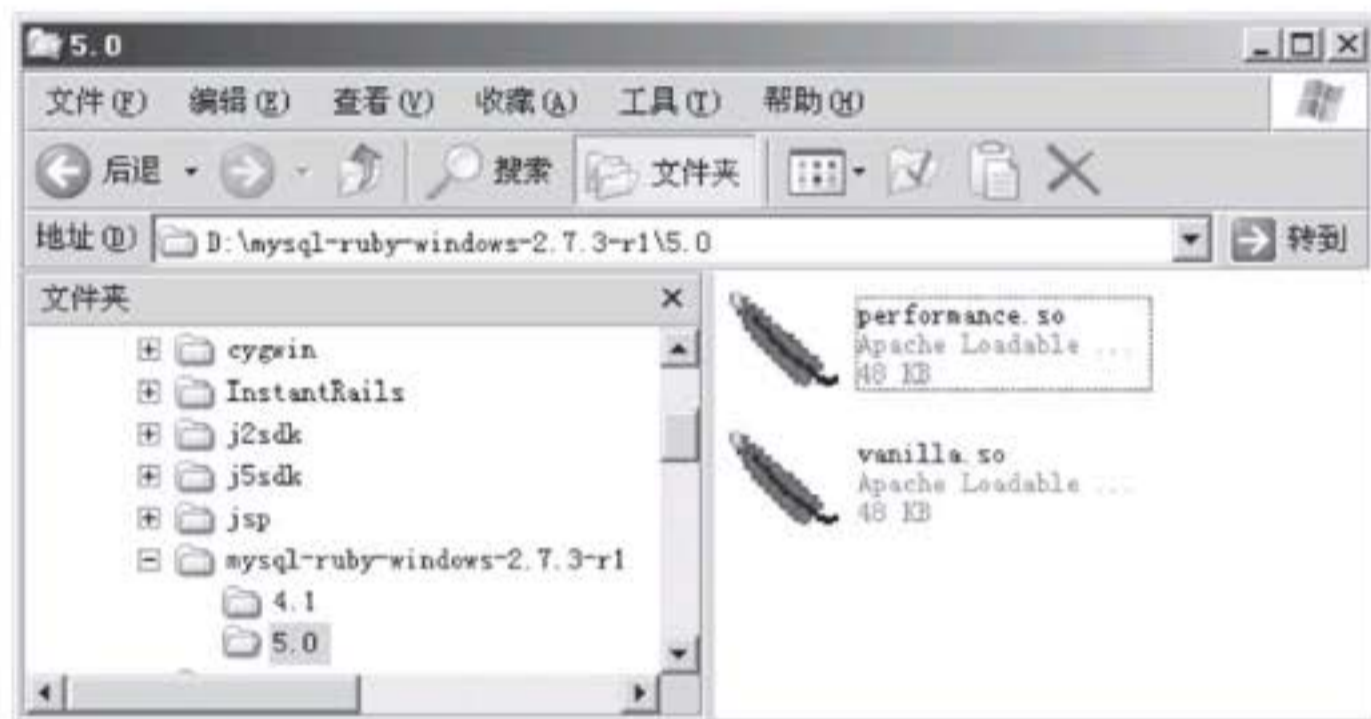 5.0
文件(F) 编辑(E) 查看(V) 收藏(A) 工具(T) 帮助(H)
后退 搜索 文件夹
地址(D) D:\mysql-ruby-windows-2.7.3-r1\5.0 转到
文件夹
cygwin
InstantRails
j2sdk
j5sdk
jsp
mysql-ruby-windows-2.7.3-r1
4.1
5.0
performance.so
Apache Loadable ...
48 KB
vanilla.so
Apache Loadable ...
48 KB